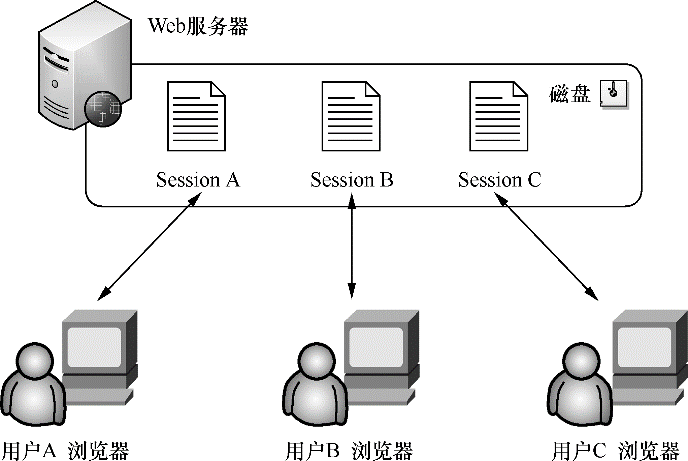 Web服务器
磁盘
Session A
Session B
Session C
用户A 浏览器
用户B 浏览器
用户C 浏览器